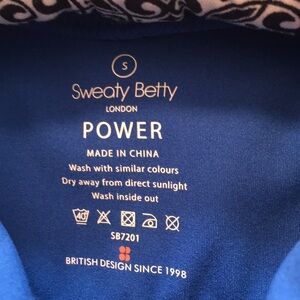 S
Sweaty Betty
LONDON
POWER
MADE IN CHINA
Wash with similar colours
Dry away from direct sunlight
Wash inside out
40
SB7201
BRITISH DESIGN SINCE 1998